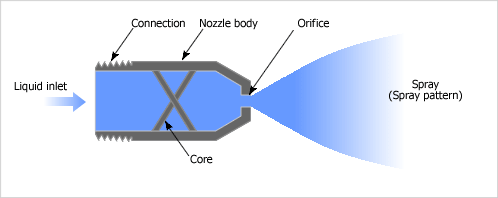 Connection
Nozzle body
Orifice
Liquid inlet
Spray
(Spray pattern)
Core